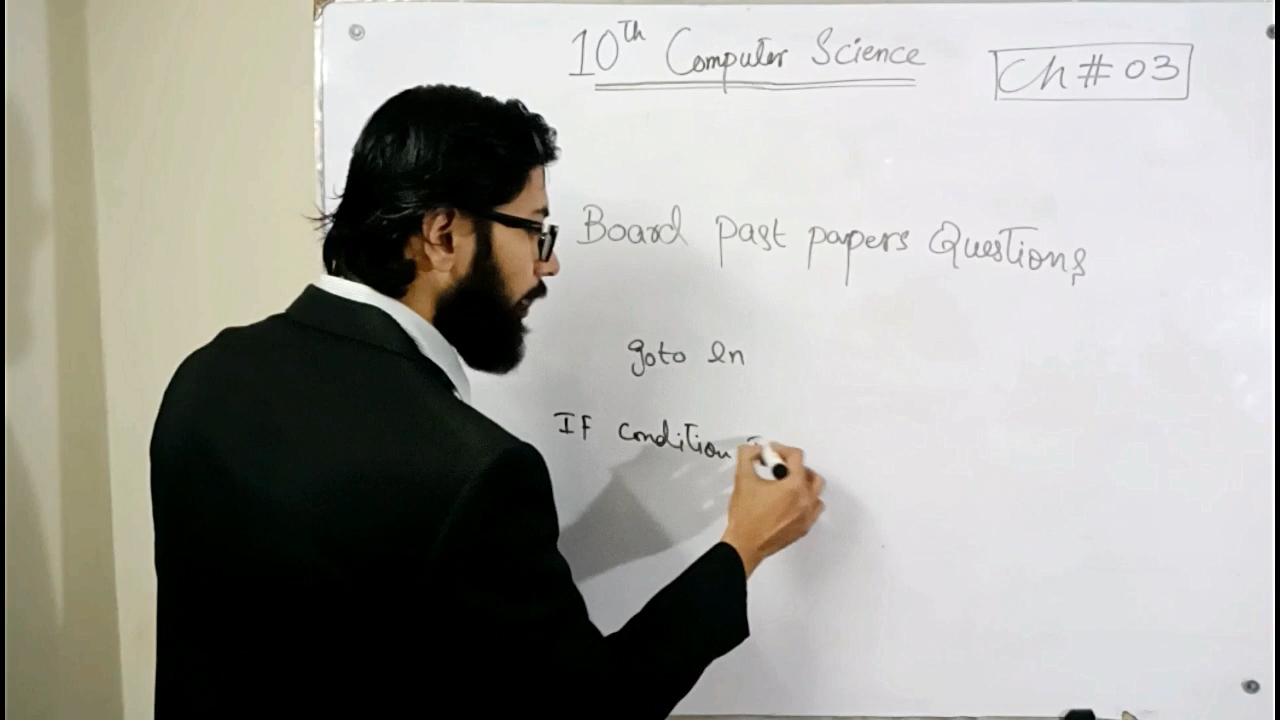 10th Computer Science
Ch # 03
Board past papers Questions
goto ln
If condition